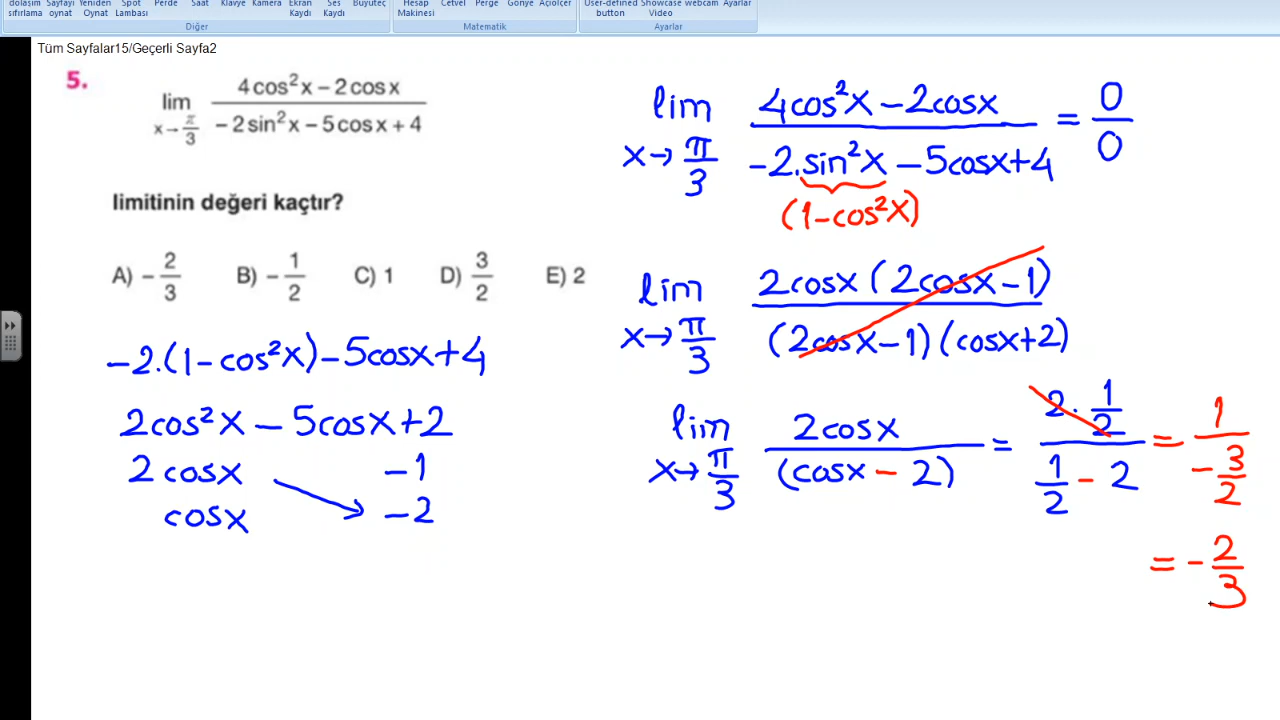 dolaşım Sayfayı Yeniden Perde Saat Klavye Kamera Ekran Ses Büyüteç Hesap Cetvel Perge Gönye Açıölçer User-defined Showcase webcam Ayarlar
sıfırlama oynat Oynat Lambası Kaydı Kaydı Makinesi button Video
Diğer Matematik Ayarlar
Tüm Sayfalar15/Geçerli Sayfa2
5.
lim x→π/3 (4cos²x − 2cosx)/(−2sin²x − 5cosx + 4)
limitinin değeri kaçtır?
A) −2/3 B) −1/2 C) 1 D) 3/2 E) 2
−2.(1−cos²x)−5cosx+4
2cos²x − 5cosx+2
2cosx −1
cosx −2
lim x→π/3 (4cos²x −2cosx)/(−2.sin²x −5cosx+4) = 0/0
(1−cos²x)
lim x→π/3 2cosx(2cosx−1)/(2cosx−1)(cosx+2)
lim x→π/3 2cosx/(cosx − 2) = (2·1/2)/(1/2 − 2) = 1/(−3/2)
= −2/3